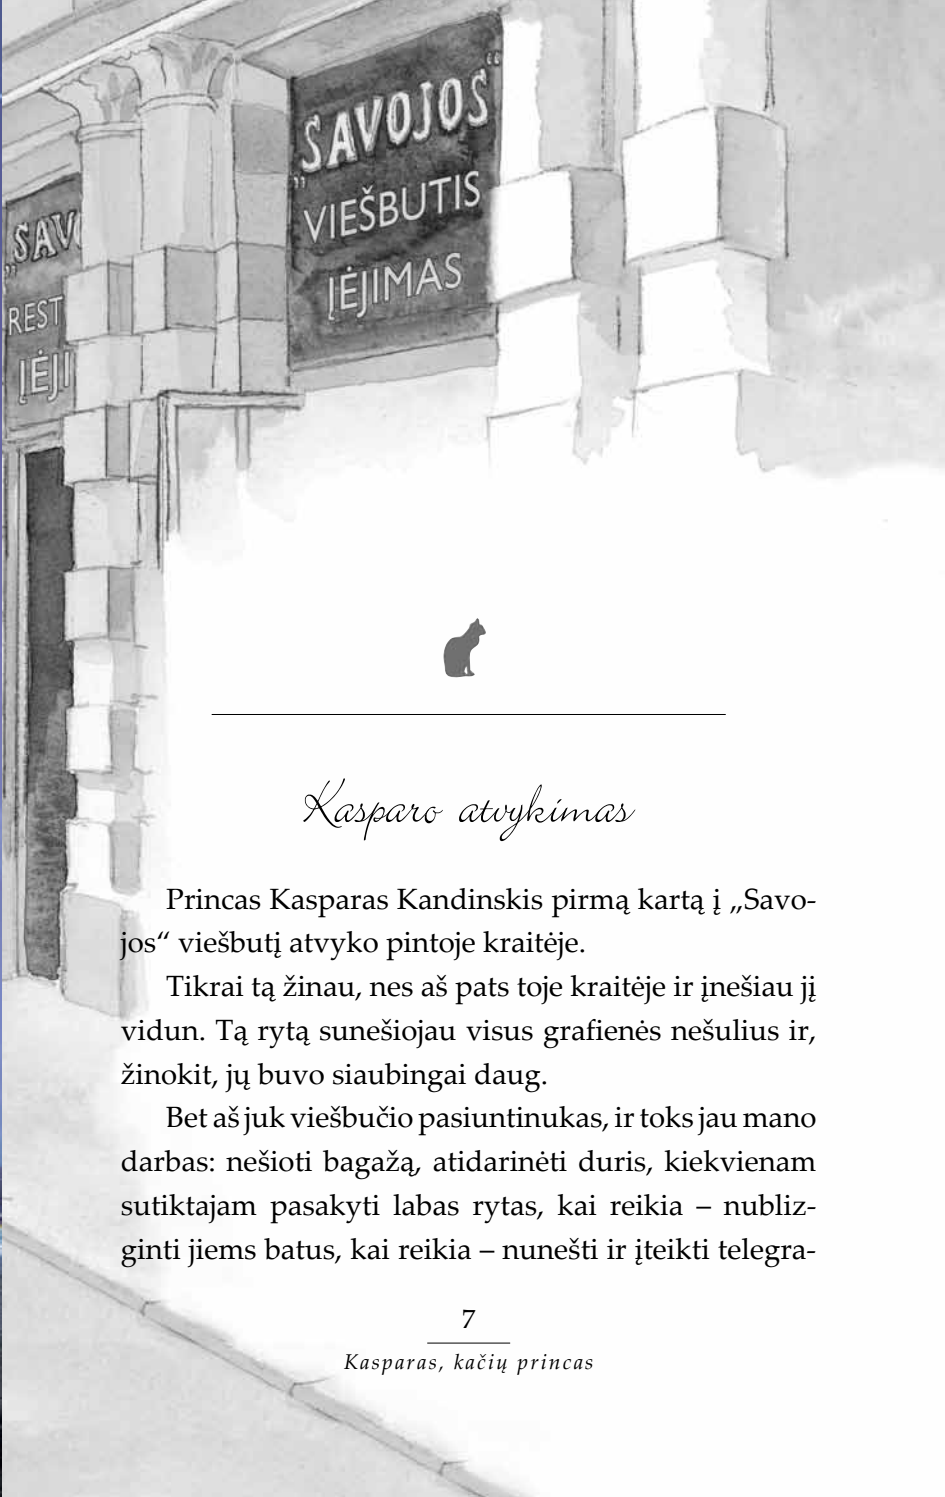 „SAVOJOS“
VIEŠBUTIS
ĮĖJIMAS
„SAV
REST
ĮĖJI
Kasparo atvykimas
Princas Kasparas Kandinskis pirmą kartą į „Savo-
jos“ viešbutį atvyko pintoje kraitėje.
Tikrai tą žinau, nes aš pats toje kraitėje ir įnešiau jį
vidun. Tą rytą sunešiojau visus grafienės nešulius ir,
žinokit, jų buvo siaubingai daug.
Bet aš juk viešbučio pasiuntinukas, ir toks jau mano
darbas: nešioti bagažą, atidarinėti duris, kiekvienam
sutiktajam pasakyti labas rytas, kai reikia – nubliz-
ginti jiems batus, kai reikia – nunešti ir įteikti telegra-
7
Kasparas, kačių princas